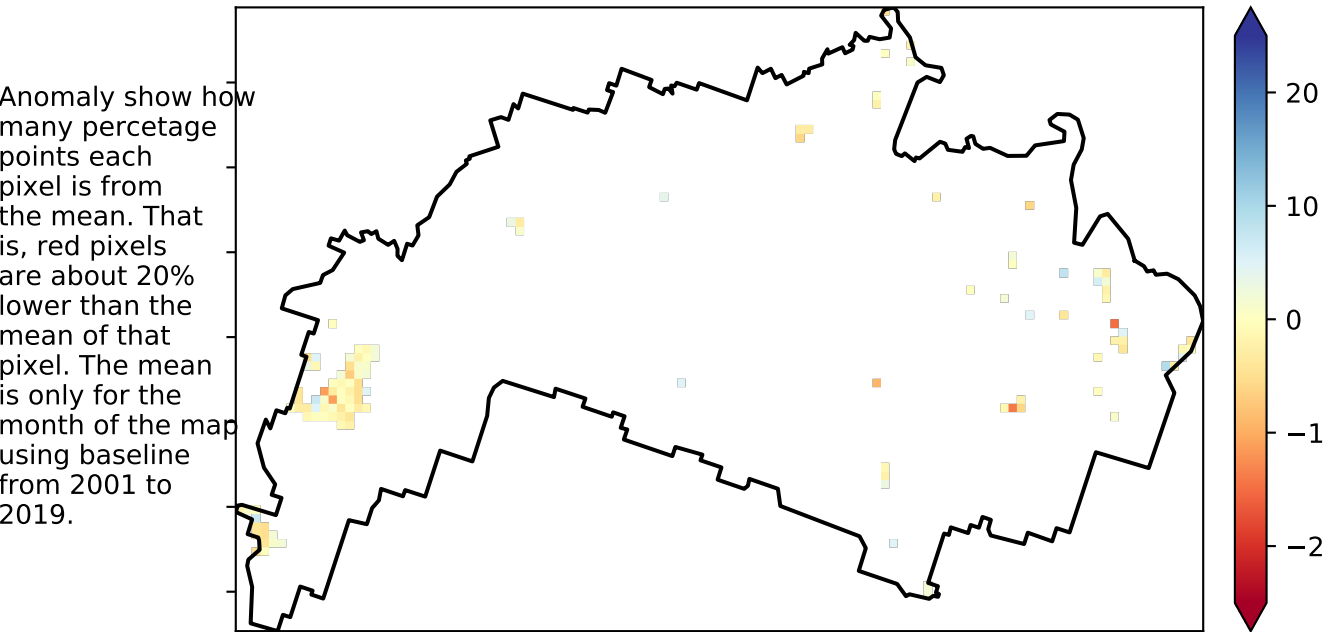 Anomaly show how
many percetage
points each
pixel is from
the mean. That
is, red pixels
are about 20%
lower than the
mean of that
pixel. The mean
is only for the
month of the map
using baseline
from 2001 to
2019.
20
10
0
−1
−2